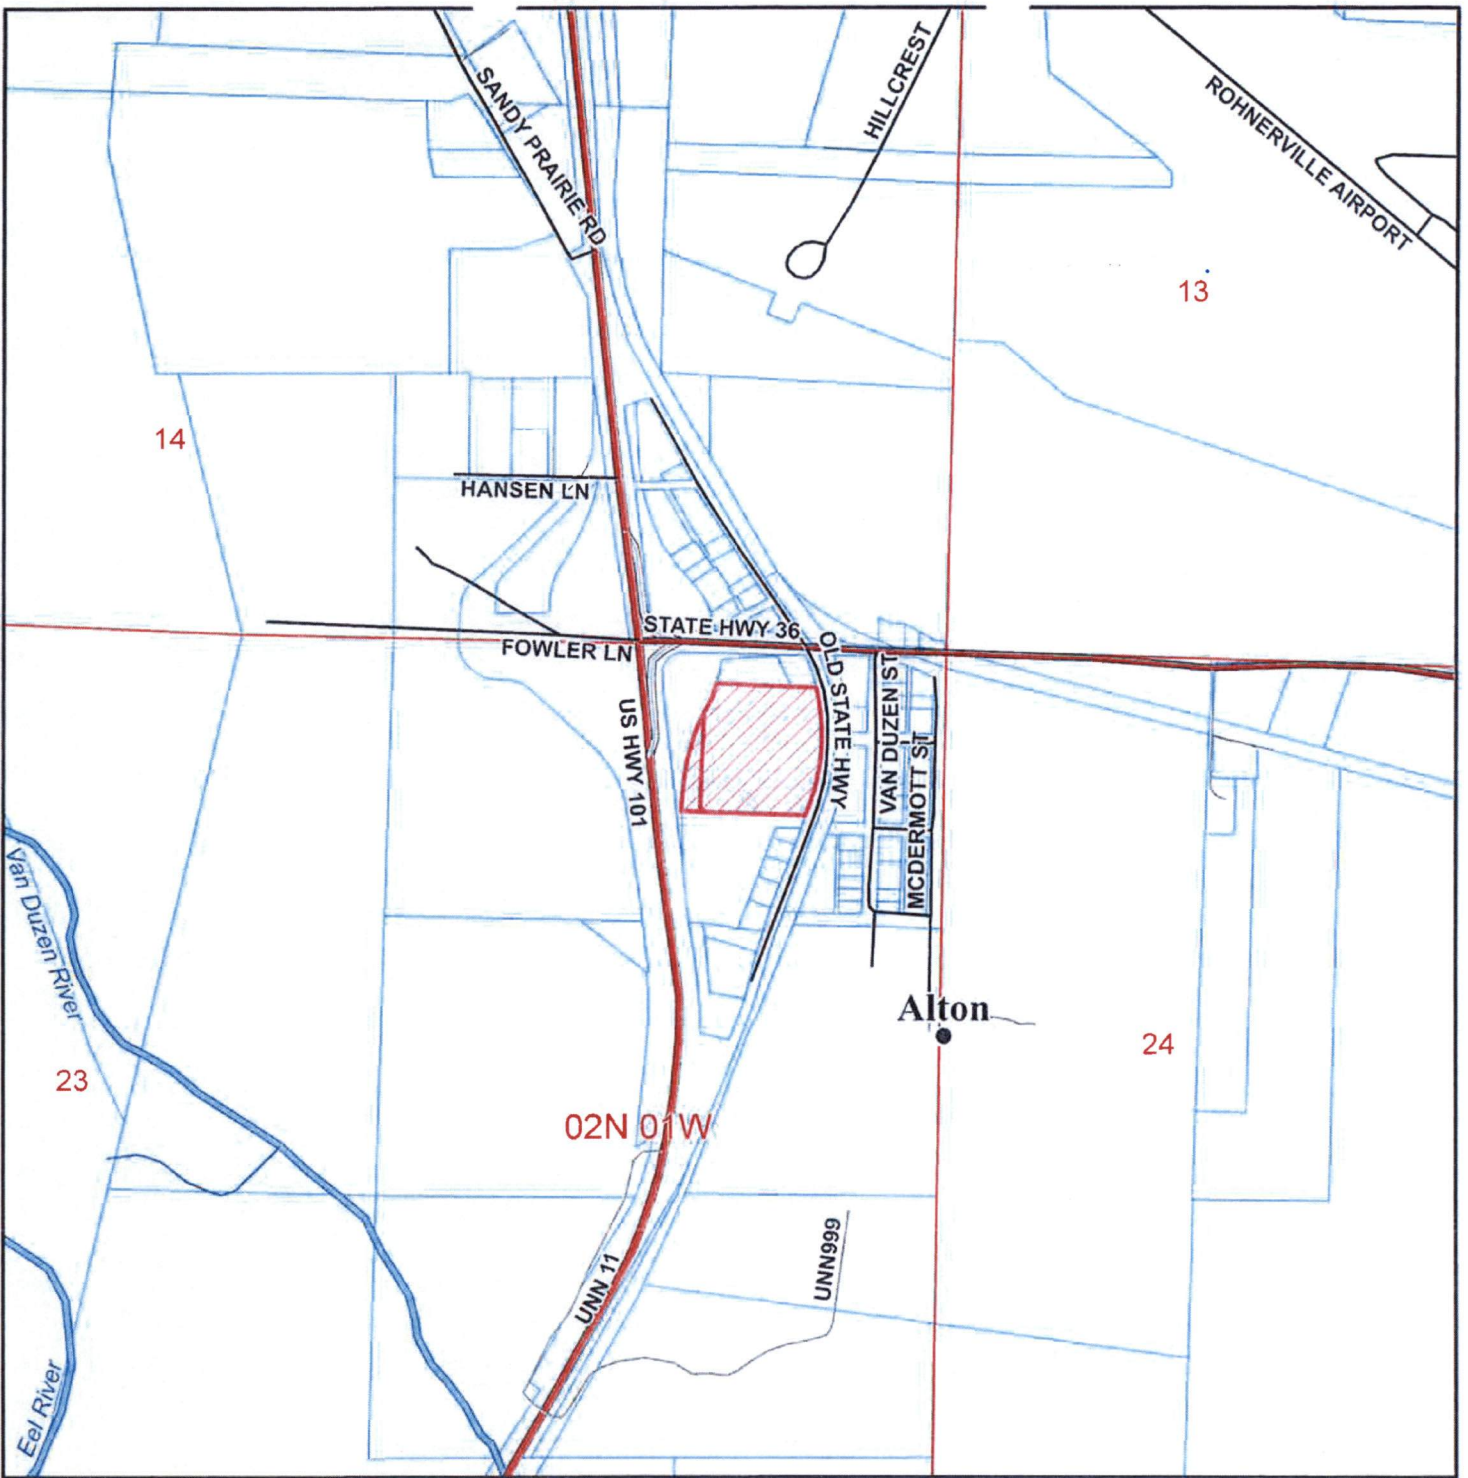 SANDY PRAIRIE RD
HILLCREST
ROHNERVILLE AIRPORT
13
14
HANSEN LN
STATE HWY 36
FOWLER LN
OLD STATE HWY
VAN DUZEN ST
US HWY 101
MCDERMOTT ST
Van Duzen River
Alton
24
23
02N 01W
UNN999
UNN 11
Eel River